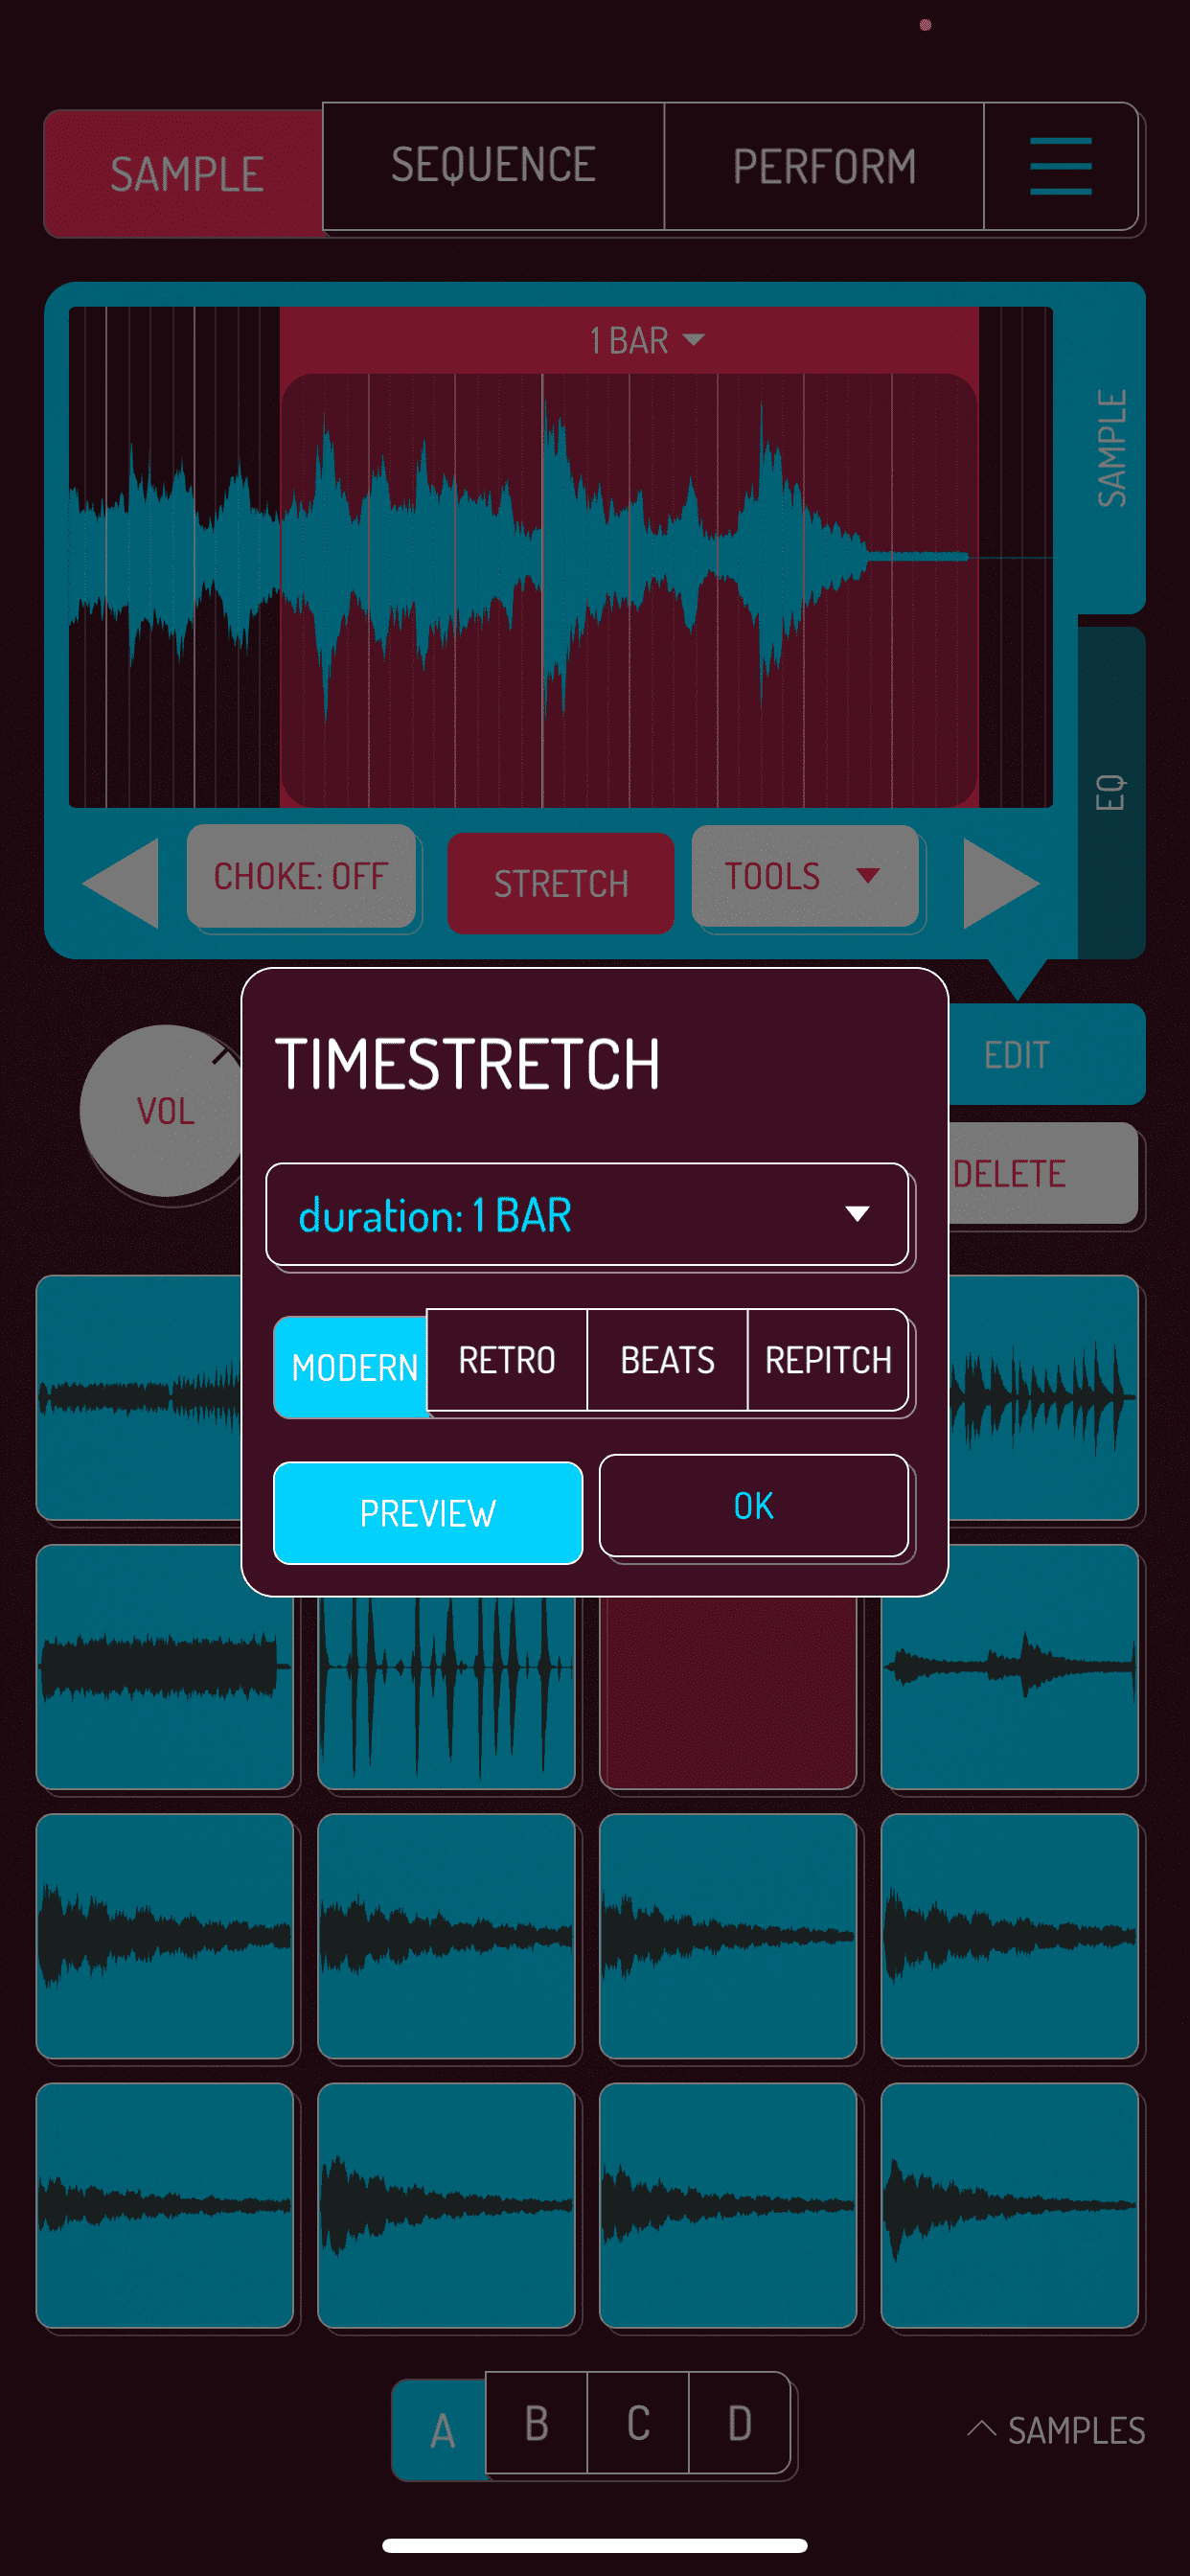 SAMPLE
SEQUENCE
PERFORM
1 BAR
SAMPLE
EQ
CHOKE: OFF
STRETCH
TOOLS
VOL
EDIT
DELETE
TIMESTRETCH
duration: 1 BAR
MODERN
RETRO
BEATS
REPITCH
PREVIEW
OK
A
B
C
D
SAMPLES